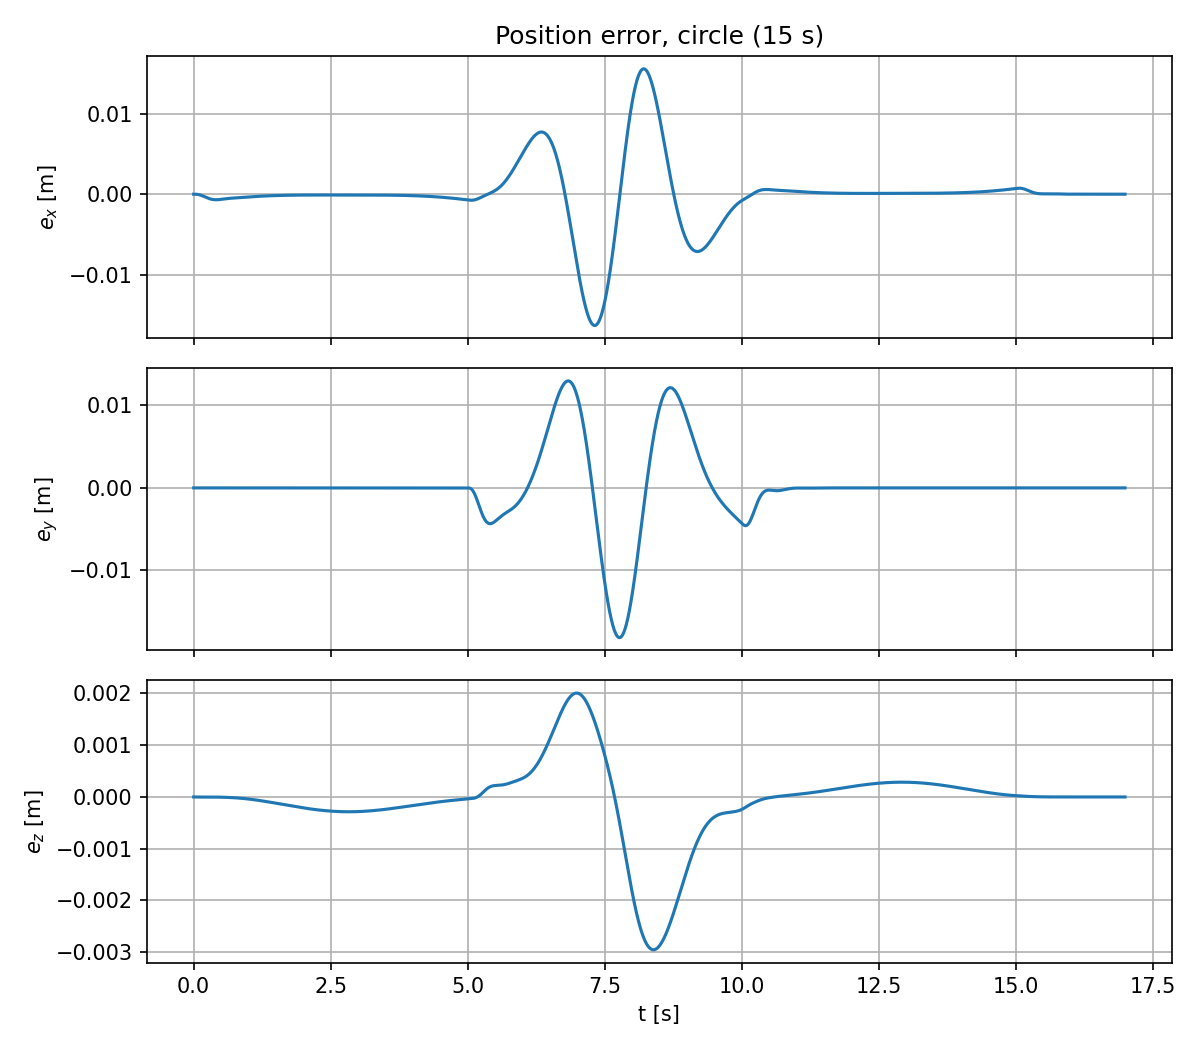 Position error, circle (15 s)
0.01
0.00
−0.01
e_x [m]
0.01
0.00
−0.01
e_y [m]
0.002
0.001
0.000
−0.001
−0.002
−0.003
e_z [m]
0.0 2.5 5.0 7.5 10.0 12.5 15.0 17.5
t [s]